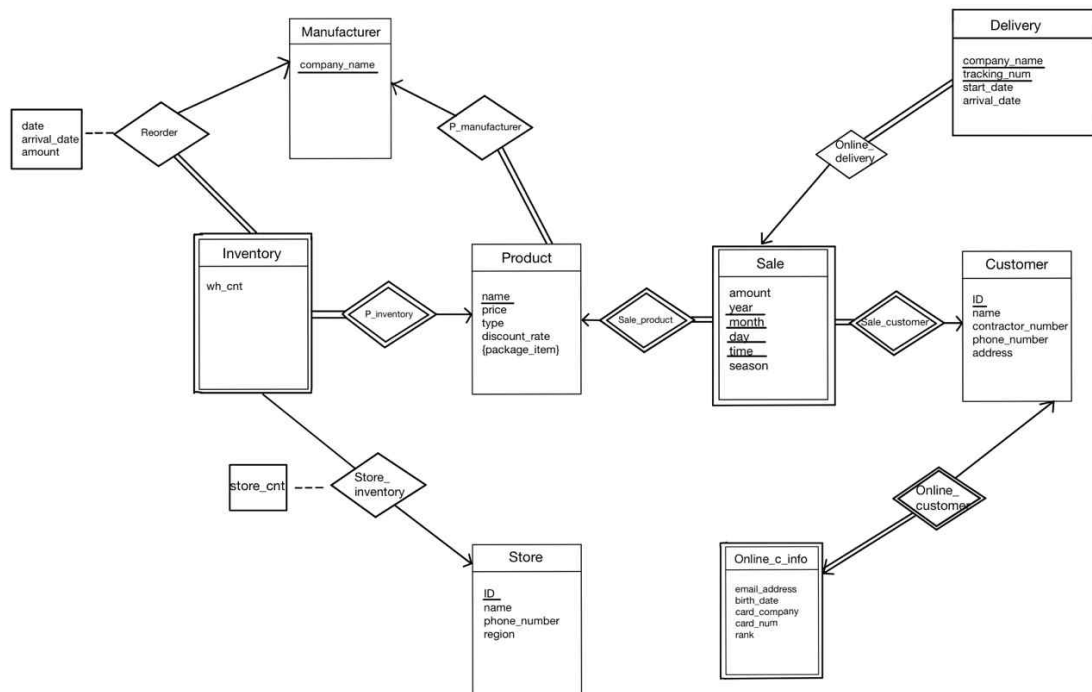 Manufacturer
company_name
Delivery
company_name
tracking_num
start_date
arrival_date
date
arrival_date
amount
Reorder
P_manufacturer
Online_
delivery
Inventory
wh_cnt
P_inventory
Product
name
price
type
discount_rate
{package_item}
Sale_product
Sale
amount
year
month
day
time
season
Sale_customer
Customer
ID
name
contractor_number
phone_number
address
store_cnt
Store_
inventory
Online_
customer
Store
ID
name
phone_number
region
Online_c_info
email_address
birth_date
card_company
card_num
rank